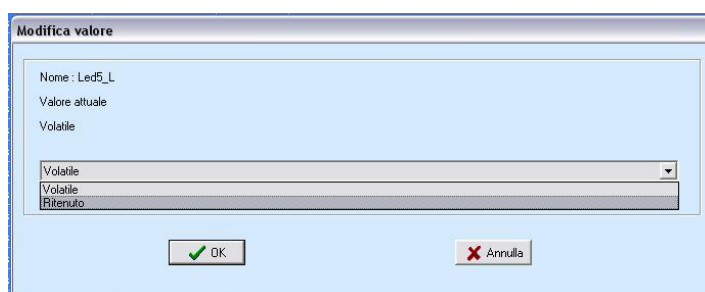 Modifica valore
Nome : Led5_L
Valore attuale
Volatile
Volatile
Volatile
Ritenuto
OK
Annulla